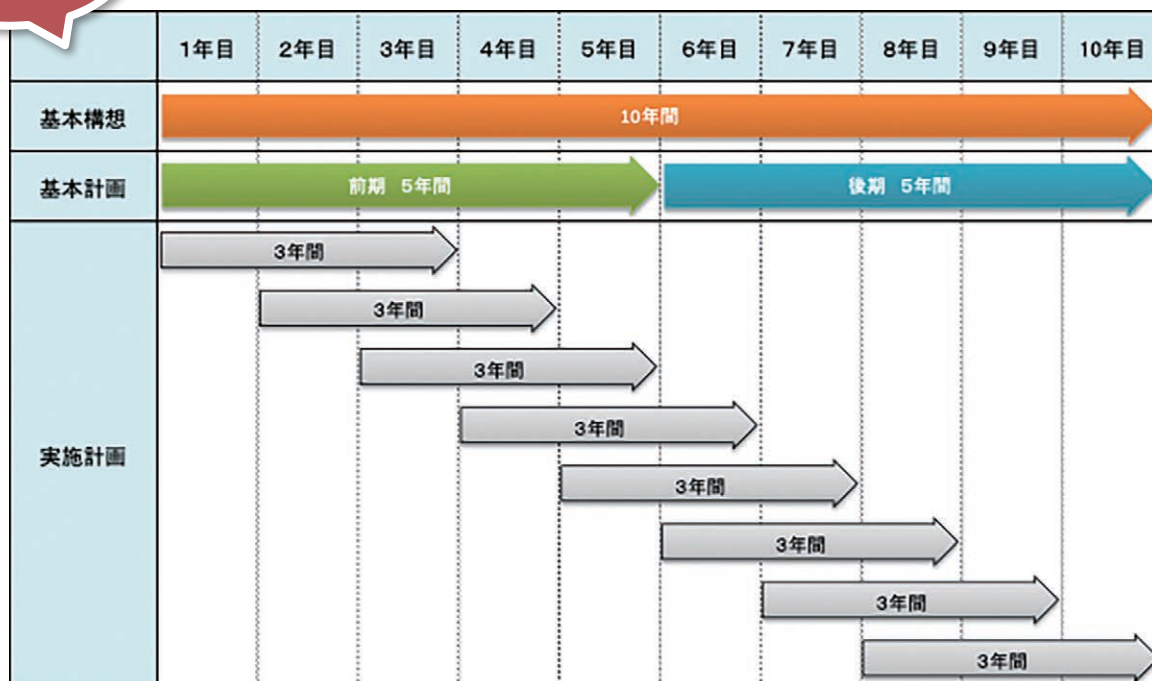 1年目 2年目 3年目 4年目 5年目 6年目 7年目 8年目 9年目 10年目
基本構想 10年間
基本計画 前期 5年間 後期 5年間
実施計画
3年間
3年間
3年間
3年間
3年間
3年間
3年間
3年間